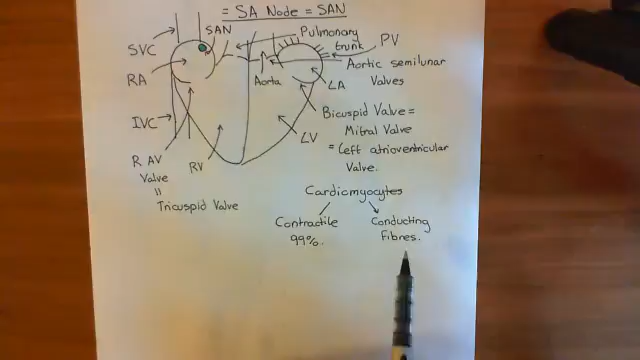 = SA Node = SAN
SAN
SVC
RA
IVC
R AV
Valve
=
Tricuspid Valve
RV
Pulmonary
trunk
PV
Aorta
Aortic semilunar
Valves
LA
Bicuspid Valve =
Mitral Valve
= Left atrioventricular
Valve.
LV
Cardicmyocytes
Contractile
99%.
Conducting
Fibres.